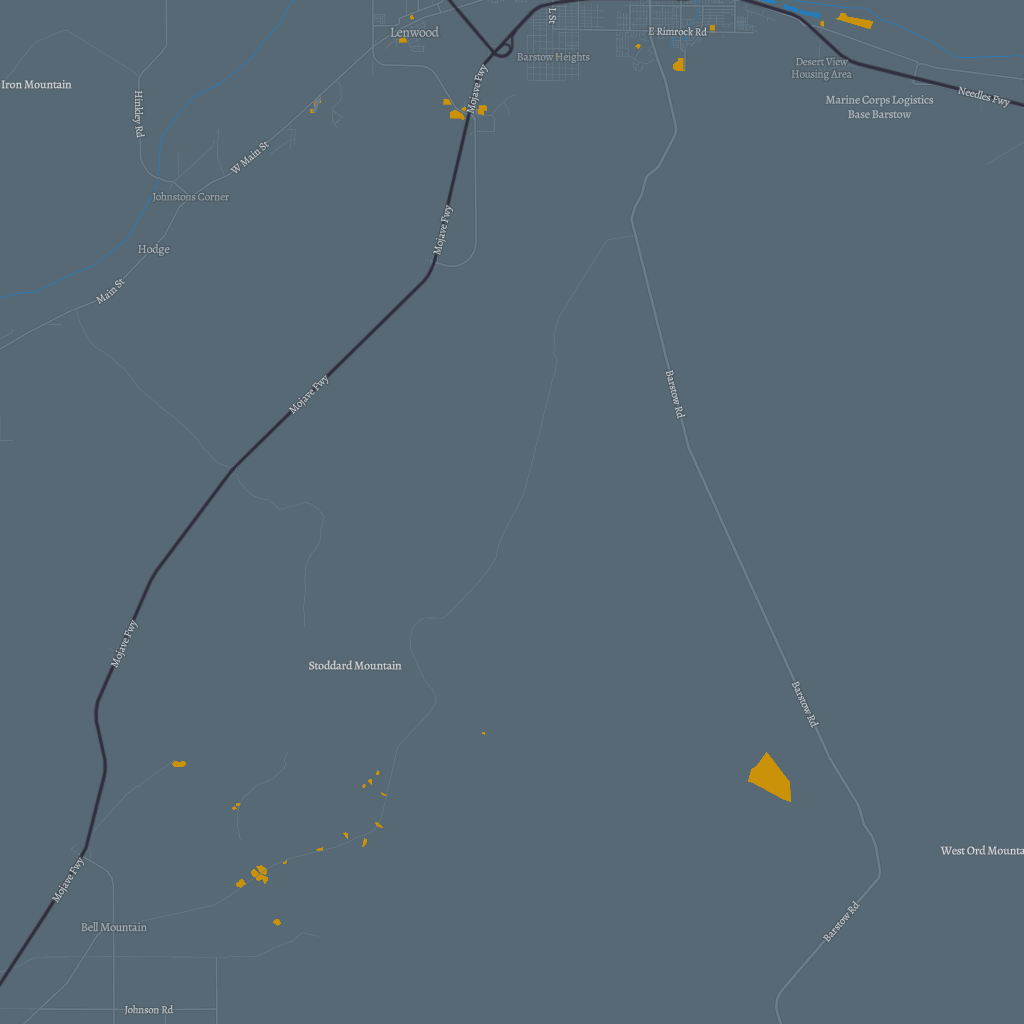 L St
E Rimrock Rd
Lenwood
Barstow Heights
Desert View
Housing Area
Iron Mountain
Mojave Fwy
Needles Fwy
Marine Corps Logistics
Base Barstow
Hinkley Rd
W Main St
Johnstons Corner
Mojave Fwy
Hodge
Main St
Mojave Fwy
Barstow Rd
Mojave Fwy
Stoddard Mountain
Barstow Rd
West Ord Mounta
Mojave Fwy
Barstow Rd
Bell Mountain
Johnson Rd